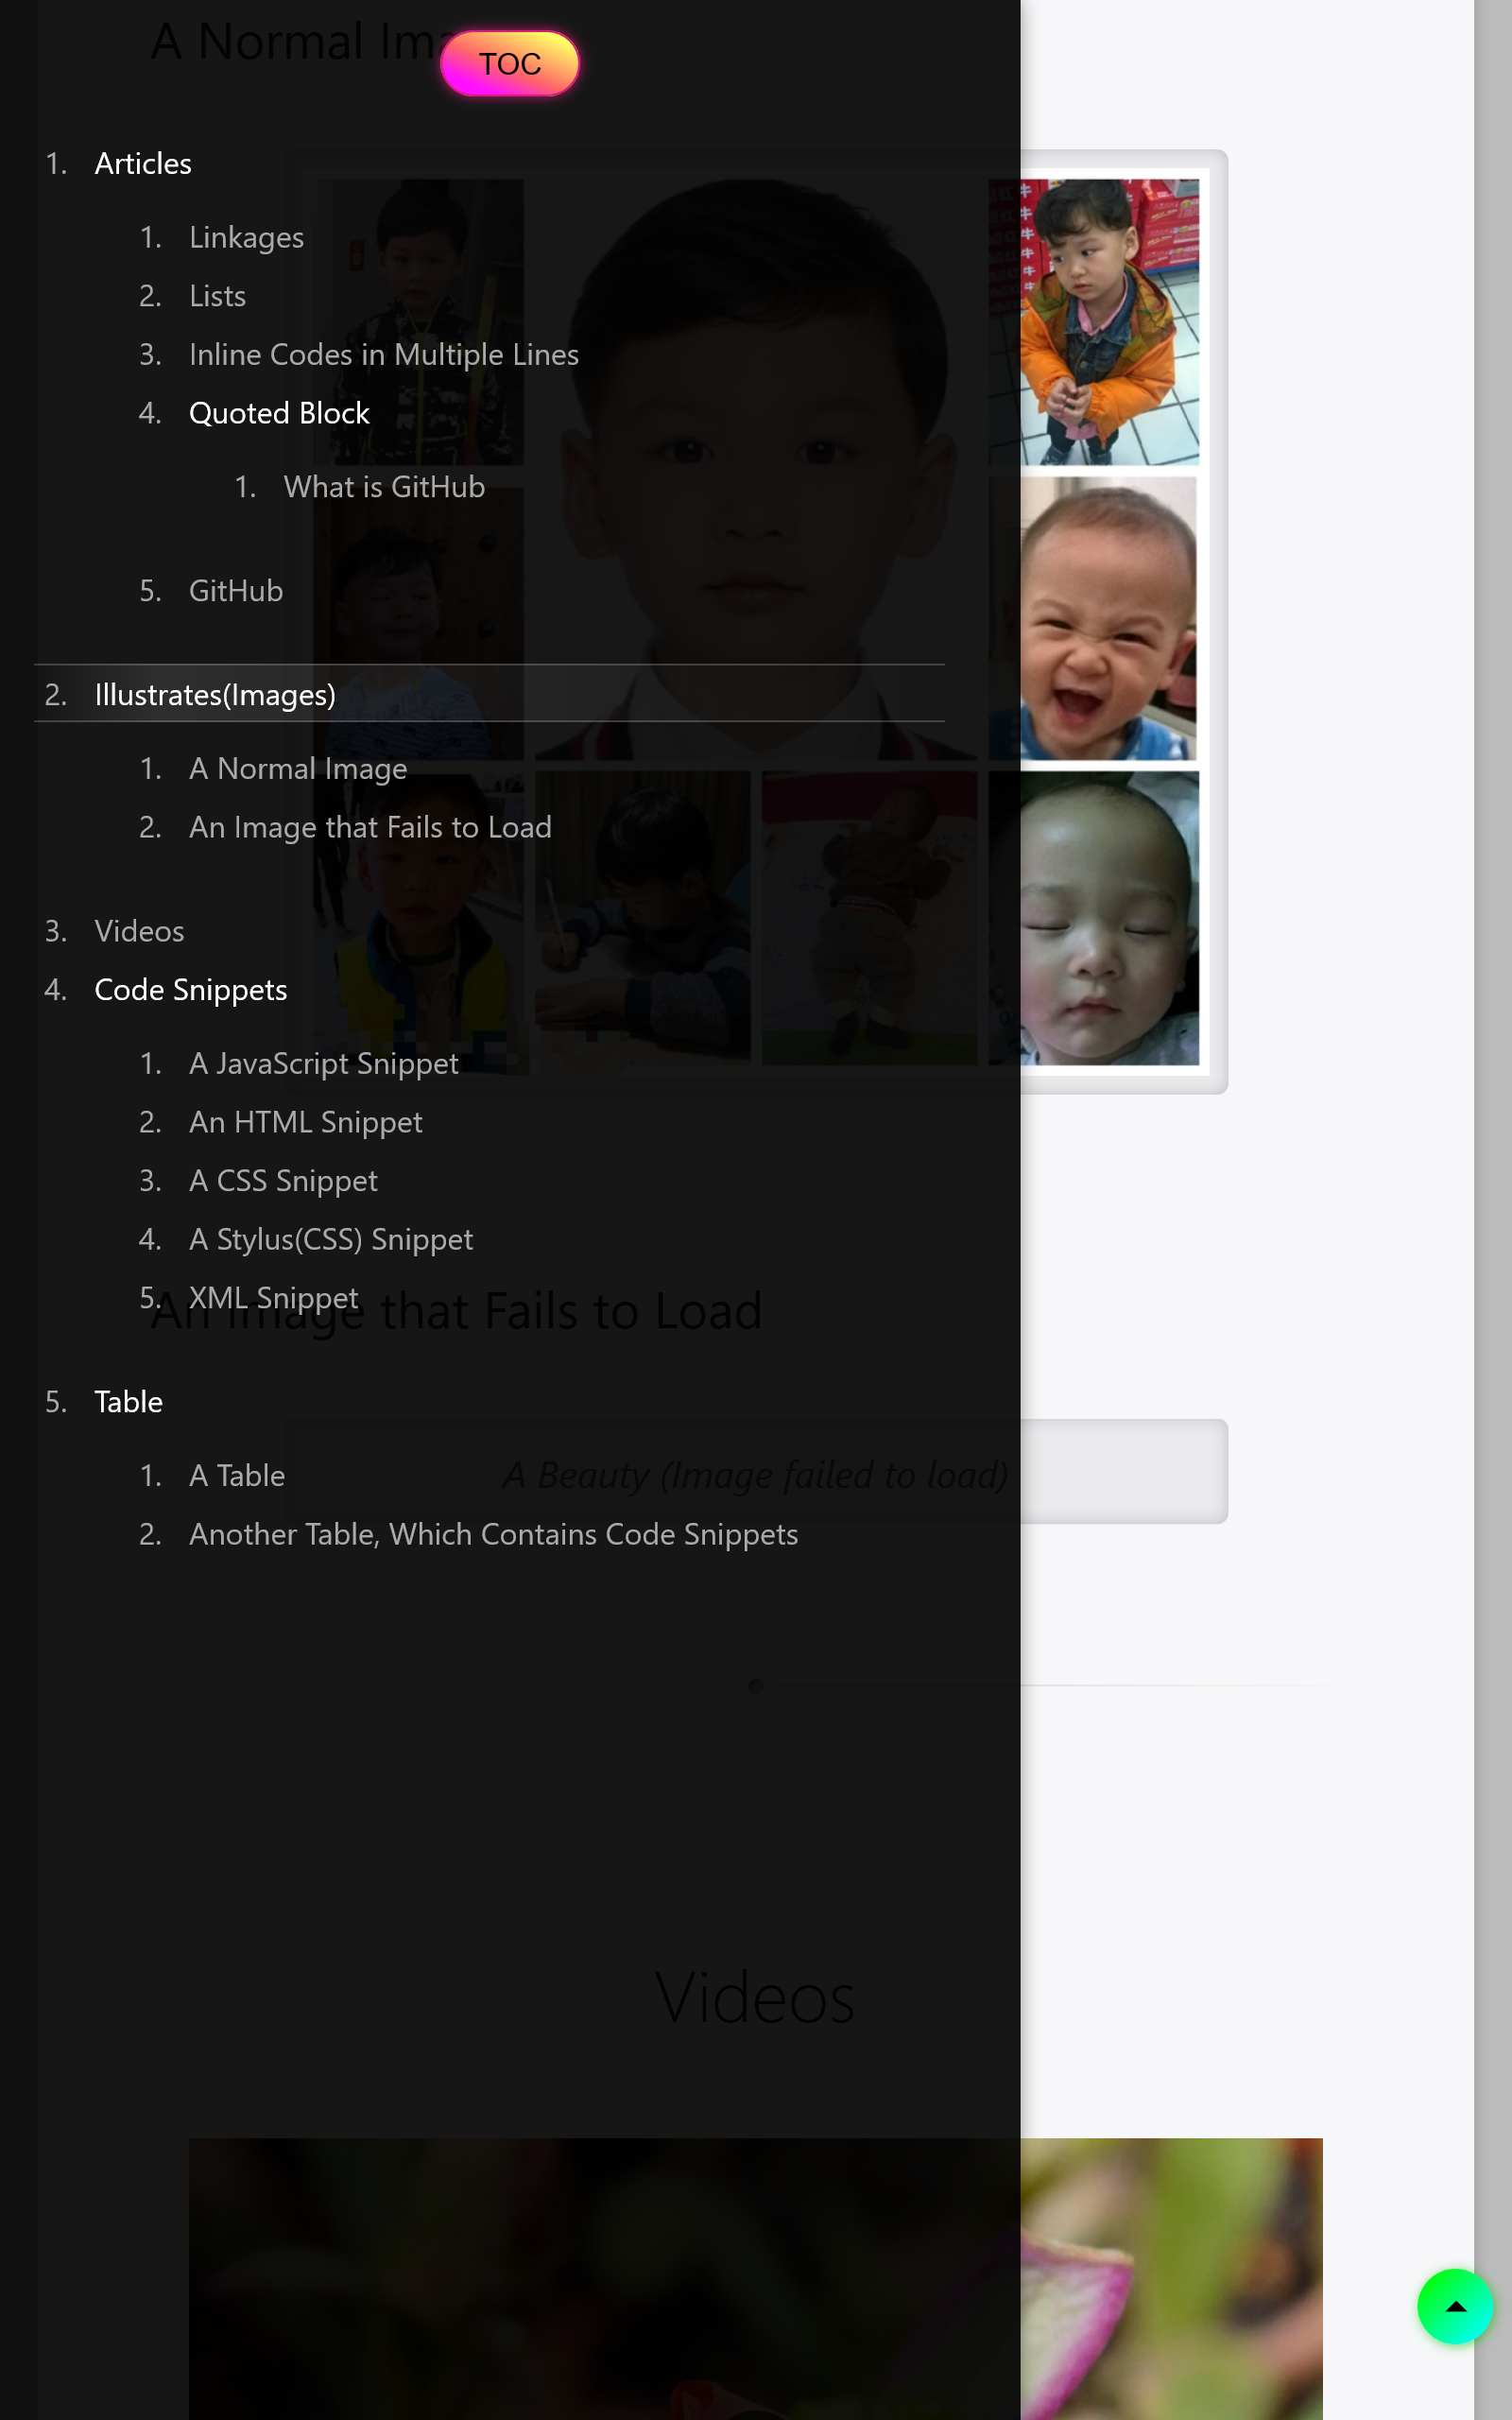 A Normal Ima
TOC
1. Articles
1. Linkages
2. Lists
3. Inline Codes in Multiple Lines
4. Quoted Block
1. What is GitHub
5. GitHub
2. Illustrates(Images)
1. A Normal Image
2. An Image that Fails to Load
3. Videos
4. Code Snippets
1. A JavaScript Snippet
2. An HTML Snippet
3. A CSS Snippet
4. A Stylus(CSS) Snippet
5. XML Snippet
An Image that Fails to Load
5. Table
1. A Table
A Beauty (Image failed to load)
2. Another Table, Which Contains Code Snippets
Videos